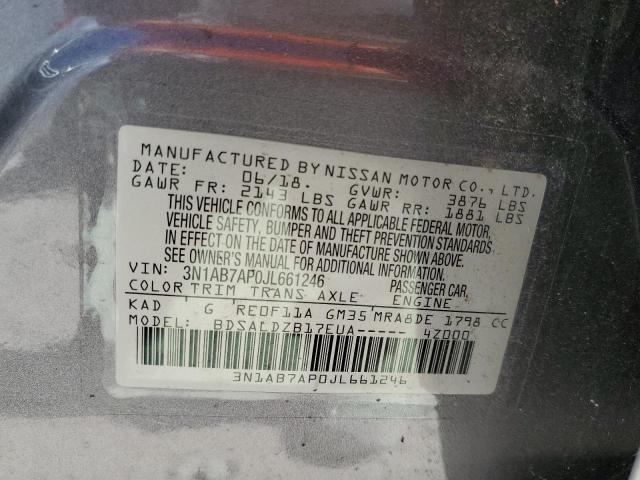 MANUFACTURED BY NISSAN MOTOR CO., LTD.
DATE: 06/18. GVWR: 3876 LBS
GAWR FR: 2143 LBS GAWR RR: 1881 LBS
THIS VEHICLE CONFORMS TO ALL APPLICABLE FEDERAL MOTOR
VEHICLE SAFETY, BUMPER AND THEFT PREVENTION STANDARDS
IN EFFECT ON THE DATE OF MANUFACTURE SHOWN ABOVE.
SEE OWNER'S MANUAL FOR ADDITIONAL INFORMATION
VIN: 3N1AB7AP0JL661246 PASSENGER CAR
COLOR TRIM TRANS AXLE ENGINE
KAD G RE0F11A GM35 MRA8DE 1798 CC
MODEL: BDSALDZB17EUA----- 4Z000
3N1AB7AP0JL661246